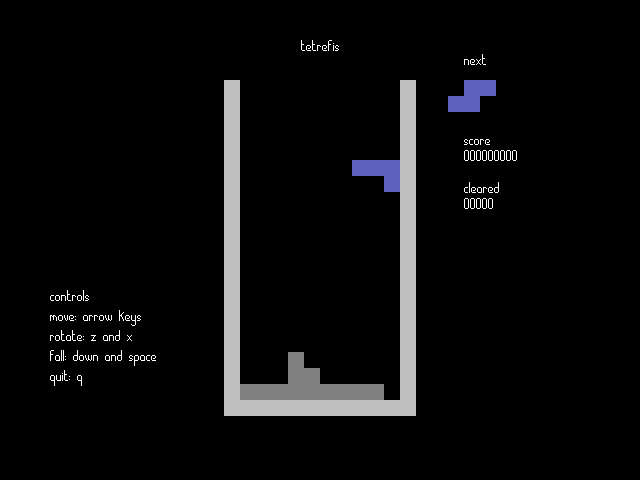 tetrefis
next
score
000000000
cleared
00000
controls
move: arrow keys
rotate: z and x
fall: down and space
quit: q